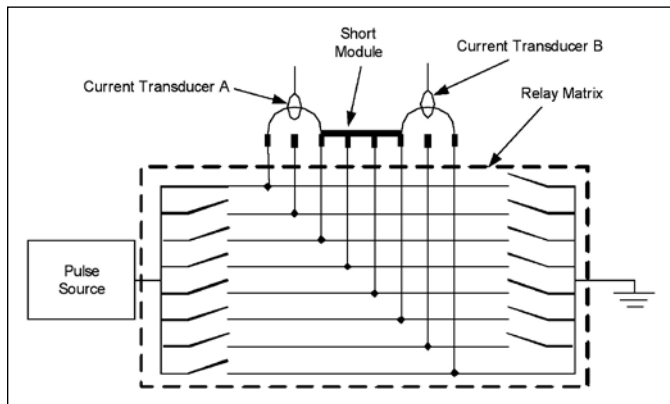 Short
Module
Current Transducer B
Current Transducer A
Relay Matrix
Pulse
Source